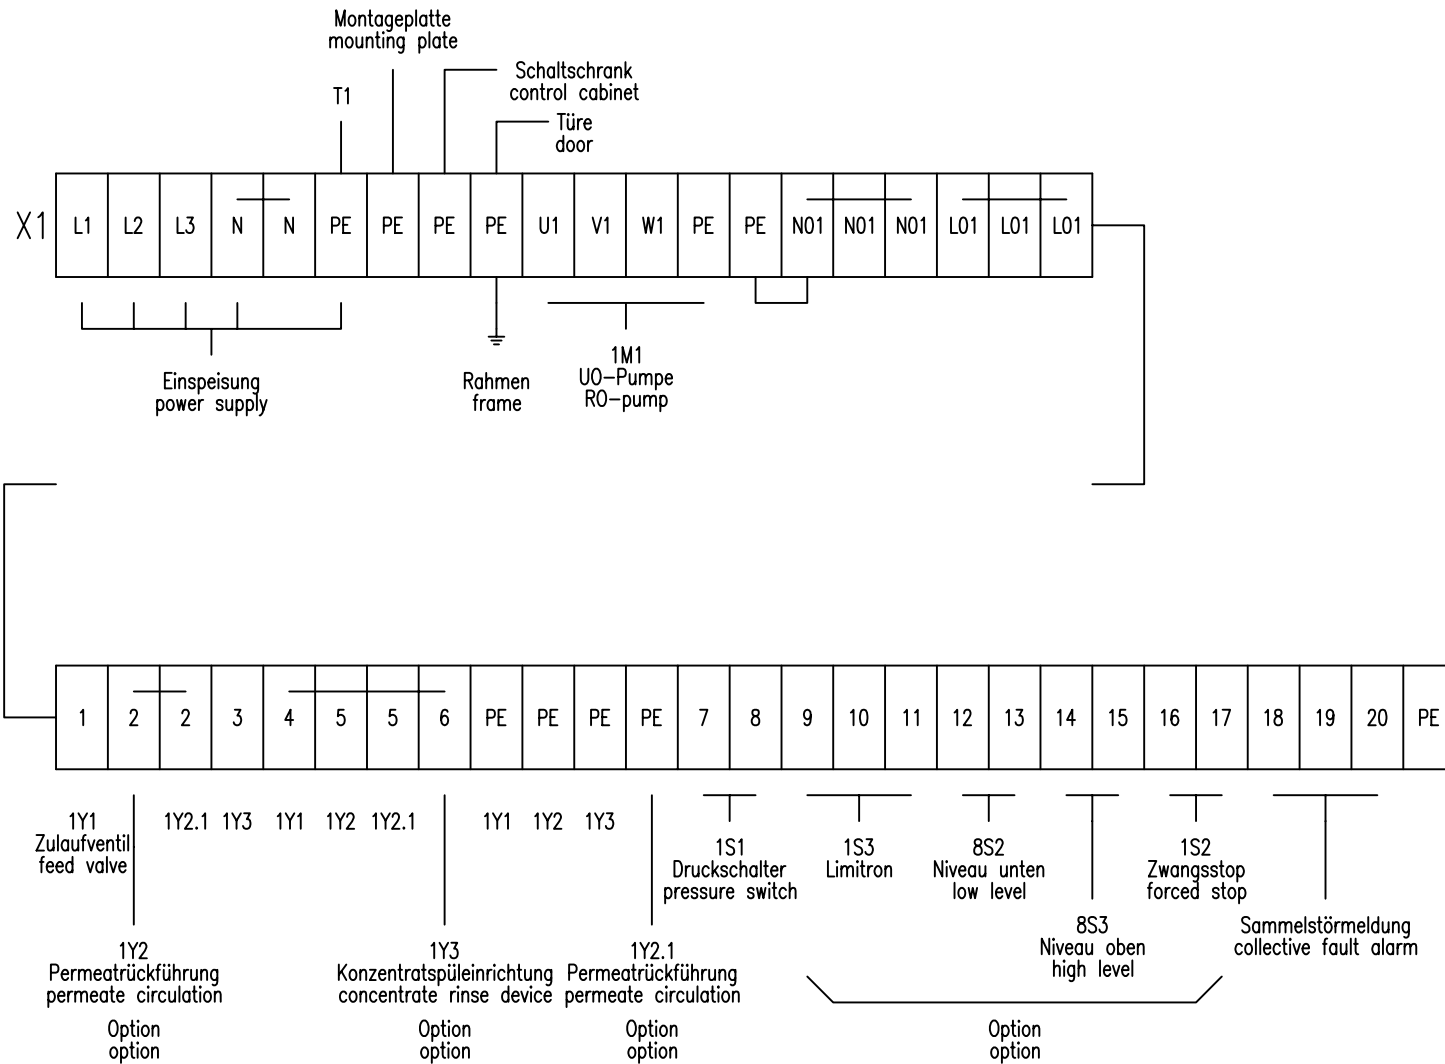 Montageplatte
mounting plate
T1
Schaltschrank
control cabinet
Türe
door
X1 L1 L2 L3 N N PE PE PE PE U1 V1 W1 PE PE N01 N01 N01 L01 L01 L01
Einspeisung
power supply
Rahmen
frame
1M1
UO-Pumpe
RO-pump
1 2 2 3 4 5 5 6 PE PE PE PE 7 8 9 10 11 12 13 14 15 16 17 18 19 20 PE
1Y1
Zulaufventil
feed valve
1Y2.1 1Y3 1Y1 1Y2 1Y2.1 1Y1 1Y2 1Y3
1S1
Druckschalter
pressure switch
1S3
Limitron
8S2
Niveau unten
low level
1S2
Zwangsstop
forced stop
8S3
Niveau oben
high level
Sammelstörmeldung
collective fault alarm
1Y2
Permeatrückführung
permeate circulation
Option
option
1Y3
Konzentratspüleinrichtung
concentrate rinse device
Option
option
1Y2.1
Permeatrückführung
permeate circulation
Option
option
Option
option